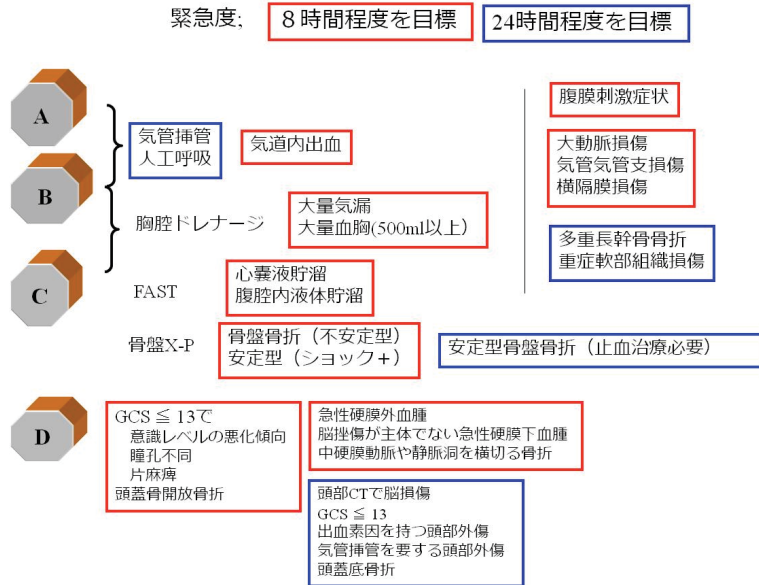 緊急度; 8時間程度を目標 24時間程度を目標
A
B
C
気管挿管
人工呼吸
気道内出血
胸腔ドレナージ
大量気漏
大量血胸(500ml以上)
FAST
心嚢液貯溜
腹腔内液体貯溜
骨盤X-P
骨盤骨折(不安定型)
安定型(ショック+)
安定型骨盤骨折(止血治療必要)
腹膜刺激症状
大動脈損傷
気管気管支損傷
横隔膜損傷
多重長幹骨骨折
重症軟部組織損傷
D
GCS ≦ 13で
意識レベルの悪化傾向
瞳孔不同
片麻痺
頭蓋骨開放骨折
急性硬膜外血腫
脳挫傷が主体でない急性硬膜下血腫
中硬膜動脈や静脈洞を横切る骨折
頭部CTで脳損傷
GCS ≦ 13
出血素因を持つ頭部外傷
気管挿管を要する頭部外傷
頭蓋底骨折